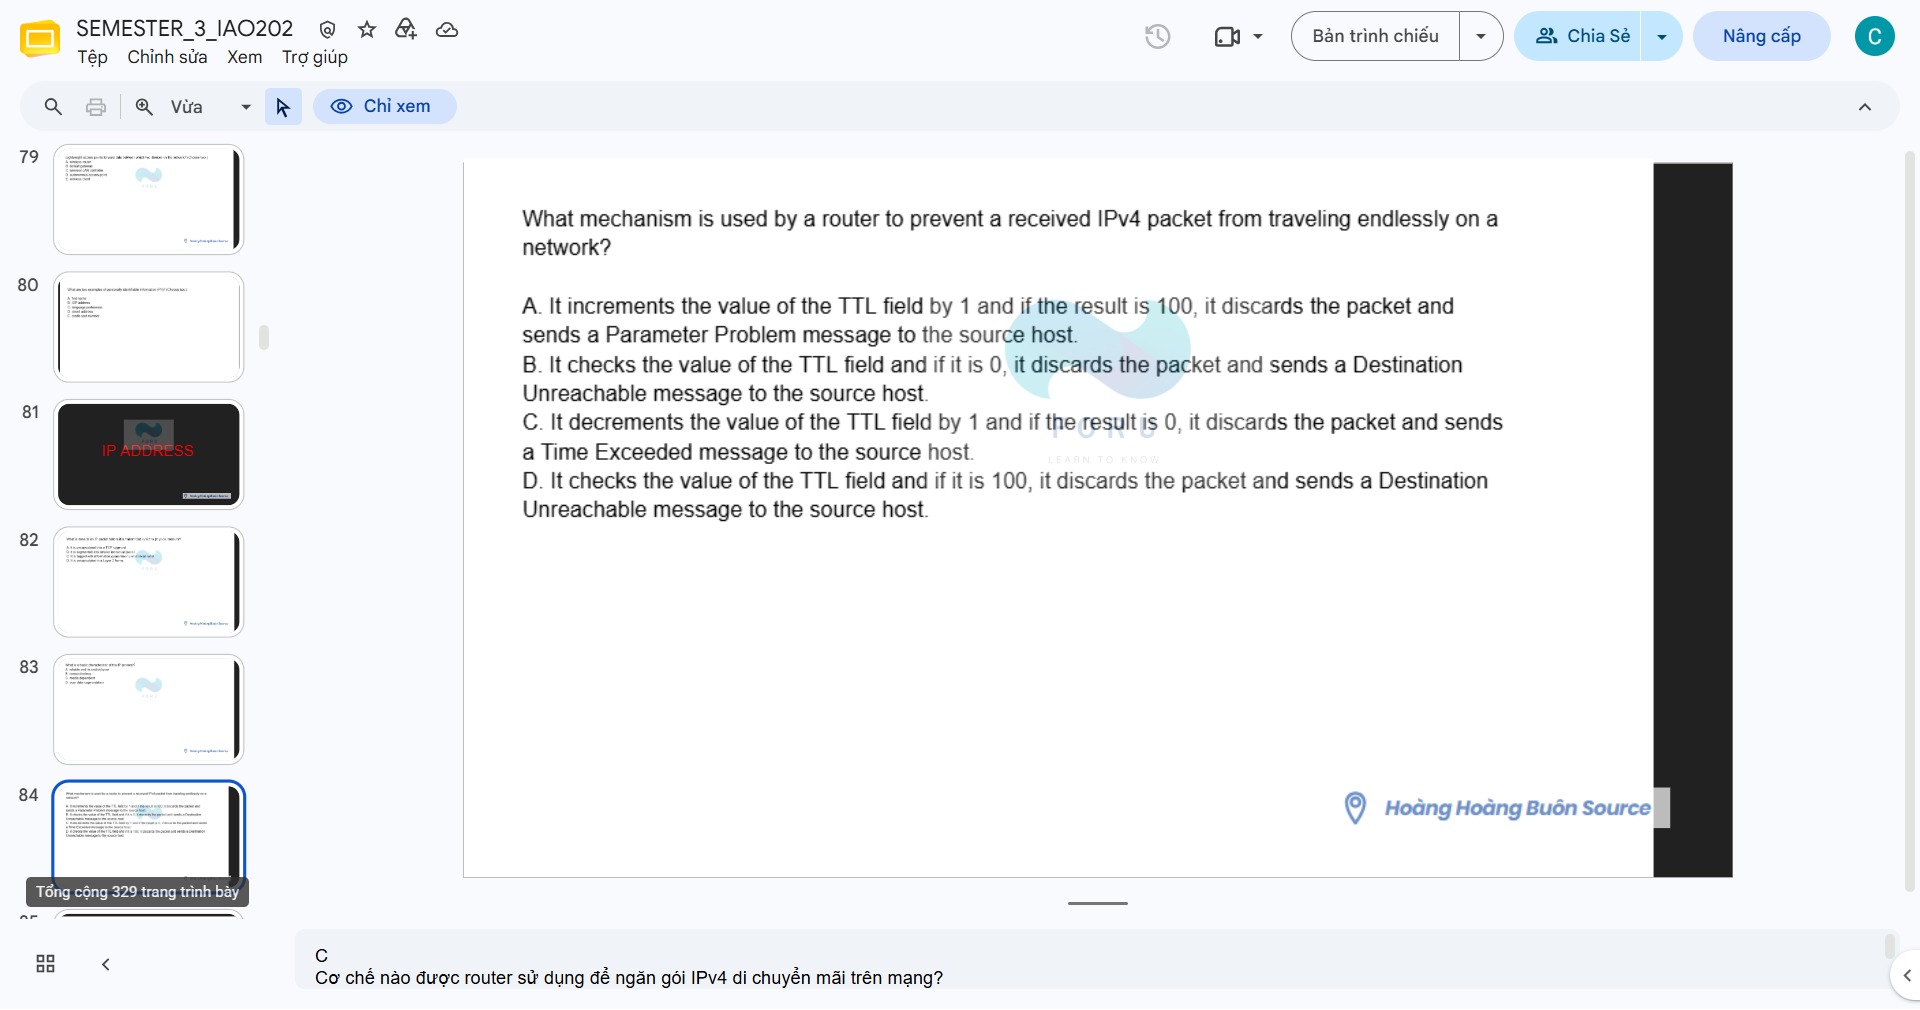 SEMESTER_3_IAO202
Tệp Chỉnh sửa Xem Trợ giúp
Bản trình chiếu
Chia Sẻ
Nâng cấp
C
Vừa
Chỉ xem
79
80
81
IP ADDRESS
82
83
84
Tổng cộng 329 trang trình bày
What mechanism is used by a router to prevent a received IPv4 packet from traveling endlessly on a
network?
A. It increments the value of the TTL field by 1 and if the result is 100, it discards the packet and
sends a Parameter Problem message to the source host.
B. It checks the value of the TTL field and if it is 0, it discards the packet and sends a Destination
Unreachable message to the source host.
C. It decrements the value of the TTL field by 1 and if the result is 0, it discards the packet and sends
a Time Exceeded message to the source host.
D. It checks the value of the TTL field and if it is 100, it discards the packet and sends a Destination
Unreachable message to the source host.
FORU
LEARN TO KNOW
Hoàng Hoàng Buôn Source
C
Cơ chế nào được router sử dụng để ngăn gói IPv4 di chuyển mãi trên mạng?